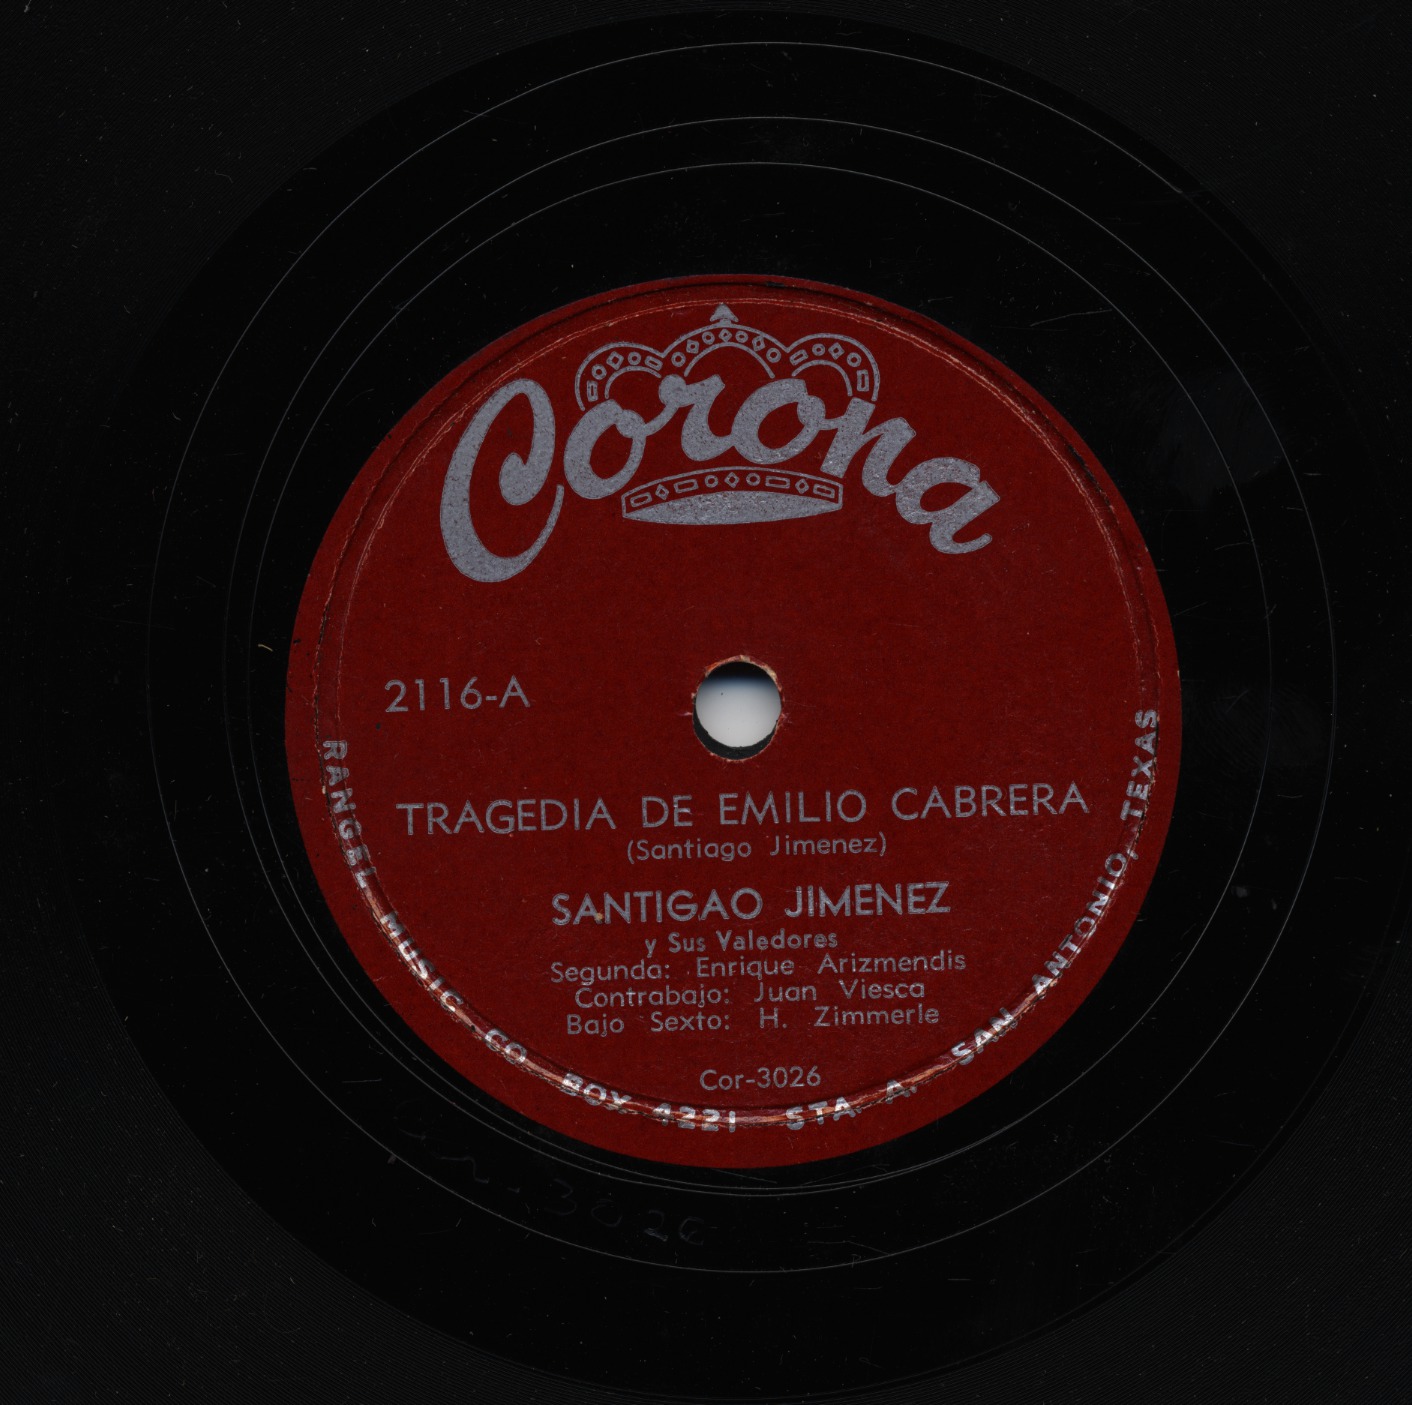 Corona
2116-A
TRAGEDIA DE EMILIO CABRERA
(Santiago Jimenez)
SANTIGAO JIMENEZ
y Sus Valedores
Segunda: Enrique Arizmendis
Contrabajo: Juan Viesca
Bajo Sexto: H. Zimmerle
Cor-3026
RANGEL MUSIC CO BOX 4221 STA A. SAN ANTONIO, TEXAS